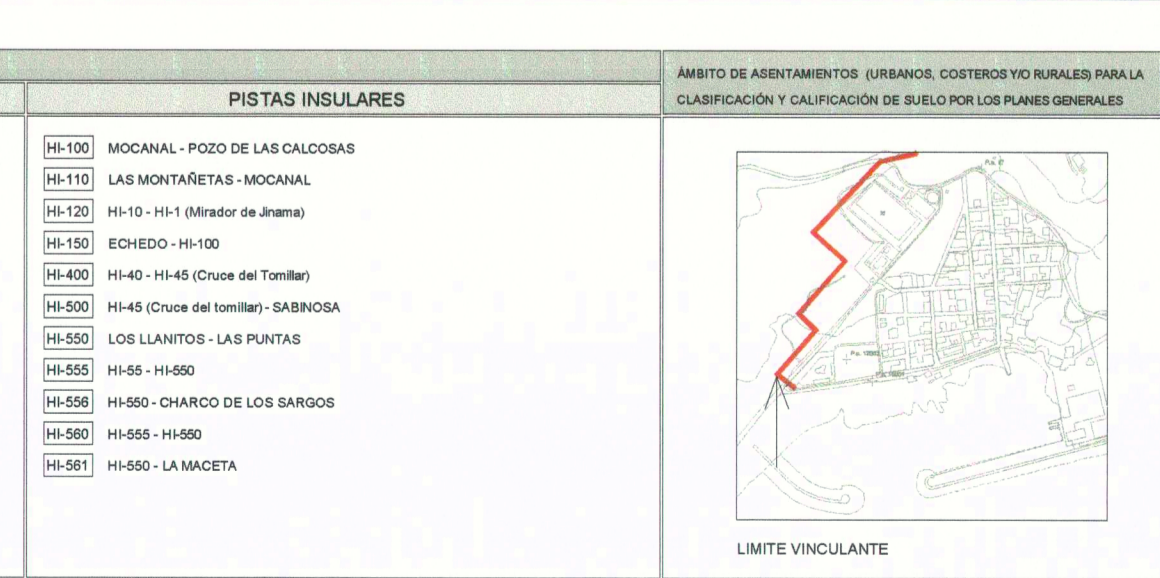 PISTAS INSULARES
HI-100 MOCANAL - POZO DE LAS CALCOSAS
HI-110 LAS MONTAÑETAS - MOCANAL
HI-120 HI-10 - HI-1 (Mirador de Jinama)
HI-150 ECHEDO - HI-100
HI-400 HI-40 - HI-45 (Cruce del Tomillar)
HI-500 HI-45 (Cruce del tomillar) - SABINOSA
HI-550 LOS LLANITOS - LAS PUNTAS
HI-555 HI-55 - HI-550
HI-556 HI-550 - CHARCO DE LOS SARGOS
HI-560 HI-555 - HI-550
HI-561 HI-550 - LA MACETA
ÁMBITO DE ASENTAMIENTOS (URBANOS, COSTEROS Y/O RURALES) PARA LA
CLASIFICACIÓN Y CALIFICACIÓN DE SUELO POR LOS PLANES GENERALES
LIMITE VINCULANTE